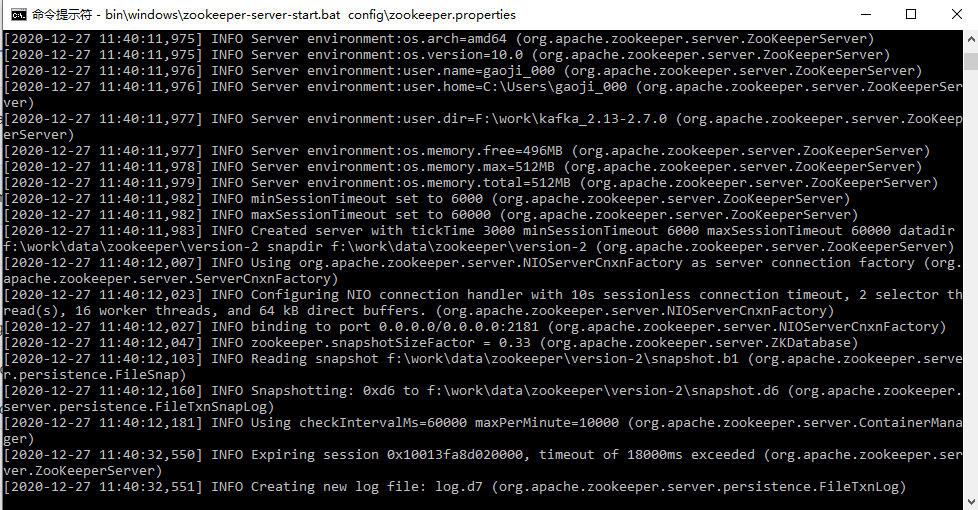 命令提示符 - bin\windows\zookeeper-server-start.bat  config\zookeeper.properties
[2020-12-27 11:40:11,975] INFO Server environment:os.arch=amd64 (org.apache.zookeeper.server.ZooKeeperServer)
[2020-12-27 11:40:11,975] INFO Server environment:os.version=10.0 (org.apache.zookeeper.server.ZooKeeperServer)
[2020-12-27 11:40:11,976] INFO Server environment:user.name=gaoji_000 (org.apache.zookeeper.server.ZooKeeperServer)
[2020-12-27 11:40:11,976] INFO Server environment:user.home=C:\Users\gaoji_000 (org.apache.zookeeper.server.ZooKeeperSer
ver)
[2020-12-27 11:40:11,977] INFO Server environment:user.dir=F:\work\kafka_2.13-2.7.0 (org.apache.zookeeper.server.ZooKeep
erServer)
[2020-12-27 11:40:11,977] INFO Server environment:os.memory.free=496MB (org.apache.zookeeper.server.ZooKeeperServer)
[2020-12-27 11:40:11,978] INFO Server environment:os.memory.max=512MB (org.apache.zookeeper.server.ZooKeeperServer)
[2020-12-27 11:40:11,979] INFO Server environment:os.memory.total=512MB (org.apache.zookeeper.server.ZooKeeperServer)
[2020-12-27 11:40:11,982] INFO minSessionTimeout set to 6000 (org.apache.zookeeper.server.ZooKeeperServer)
[2020-12-27 11:40:11,982] INFO maxSessionTimeout set to 60000 (org.apache.zookeeper.server.ZooKeeperServer)
[2020-12-27 11:40:11,983] INFO Created server with tickTime 3000 minSessionTimeout 6000 maxSessionTimeout 60000 datadir
f:\work\data\zookeeper\version-2 snapdir f:\work\data\zookeeper\version-2 (org.apache.zookeeper.server.ZooKeeperServer)
[2020-12-27 11:40:12,007] INFO Using org.apache.zookeeper.server.NIOServerCnxnFactory as server connection factory (org.
apache.zookeeper.server.ServerCnxnFactory)
[2020-12-27 11:40:12,023] INFO Configuring NIO connection handler with 10s sessionless connection timeout, 2 selector th
read(s), 16 worker threads, and 64 kB direct buffers. (org.apache.zookeeper.server.NIOServerCnxnFactory)
[2020-12-27 11:40:12,027] INFO binding to port 0.0.0.0/0.0.0.0:2181 (org.apache.zookeeper.server.NIOServerCnxnFactory)
[2020-12-27 11:40:12,047] INFO zookeeper.snapshotSizeFactor = 0.33 (org.apache.zookeeper.server.ZKDatabase)
[2020-12-27 11:40:12,103] INFO Reading snapshot f:\work\data\zookeeper\version-2\snapshot.b1 (org.apache.zookeeper.serve
r.persistence.FileSnap)
[2020-12-27 11:40:12,160] INFO Snapshotting: 0xd6 to f:\work\data\zookeeper\version-2\snapshot.d6 (org.apache.zookeeper.
server.persistence.FileTxnSnapLog)
[2020-12-27 11:40:12,181] INFO Using checkIntervalMs=60000 maxPerMinute=10000 (org.apache.zookeeper.server.ContainerMana
ger)
[2020-12-27 11:40:32,550] INFO Expiring session 0x10013fa8d020000, timeout of 18000ms exceeded (org.apache.zookeeper.ser
ver.ZooKeeperServer)
[2020-12-27 11:40:32,551] INFO Creating new log file: log.d7 (org.apache.zookeeper.server.persistence.FileTxnLog)